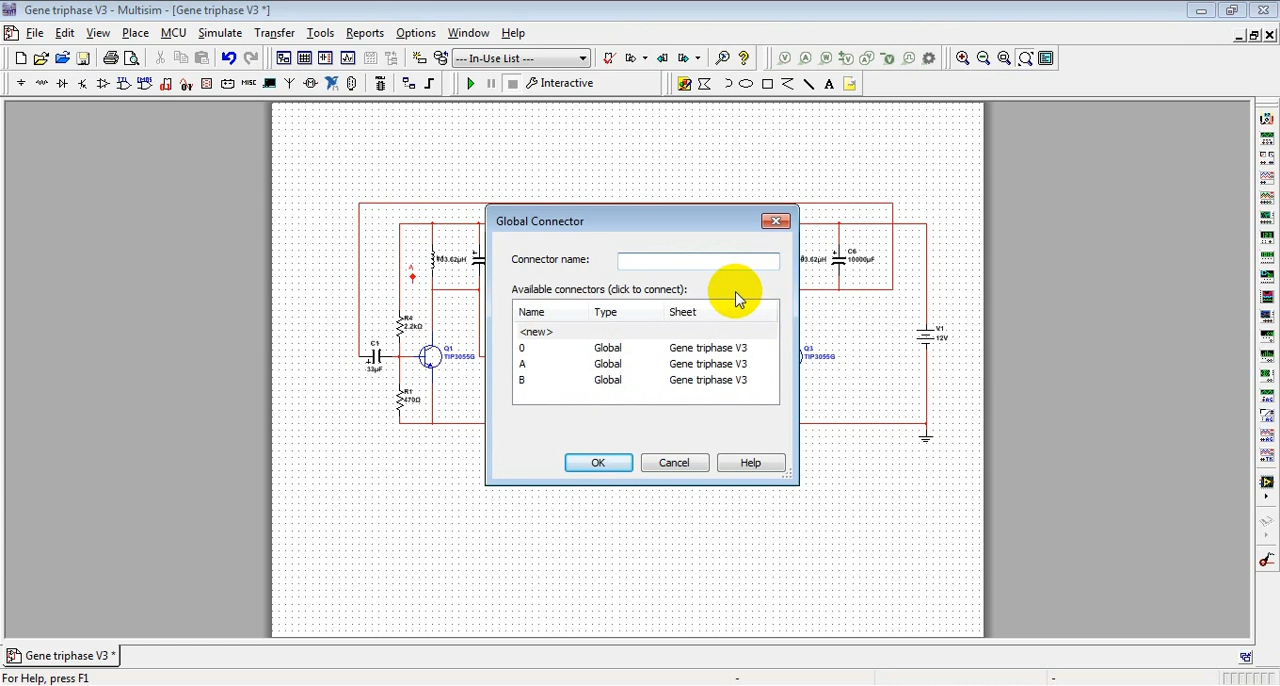 Gene triphase V3 - Multisim - [Gene triphase V3 *]
File Edit View Place MCU Simulate Transfer Tools Reports Options Window Help
--- In-Use List ---
MISC
Interactive
A
Global Connector
Connector name:
Available connectors (click to connect):
Name Type Sheet
<new>
0 Global Gene triphase V3
A Global Gene triphase V3
B Global Gene triphase V3
OK Cancel Help
C6
10000µF
R4
2.2kΩ
C1
33µF
Q1
TIP3055G
R1
470Ω
Q3
TIP3055G
V1
12V
Gene triphase V3 *
For Help, press F1